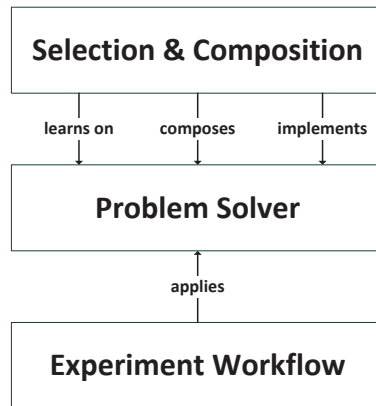 Selection & Composition
learns on composes implements
Problem Solver
applies
Experiment Workflow